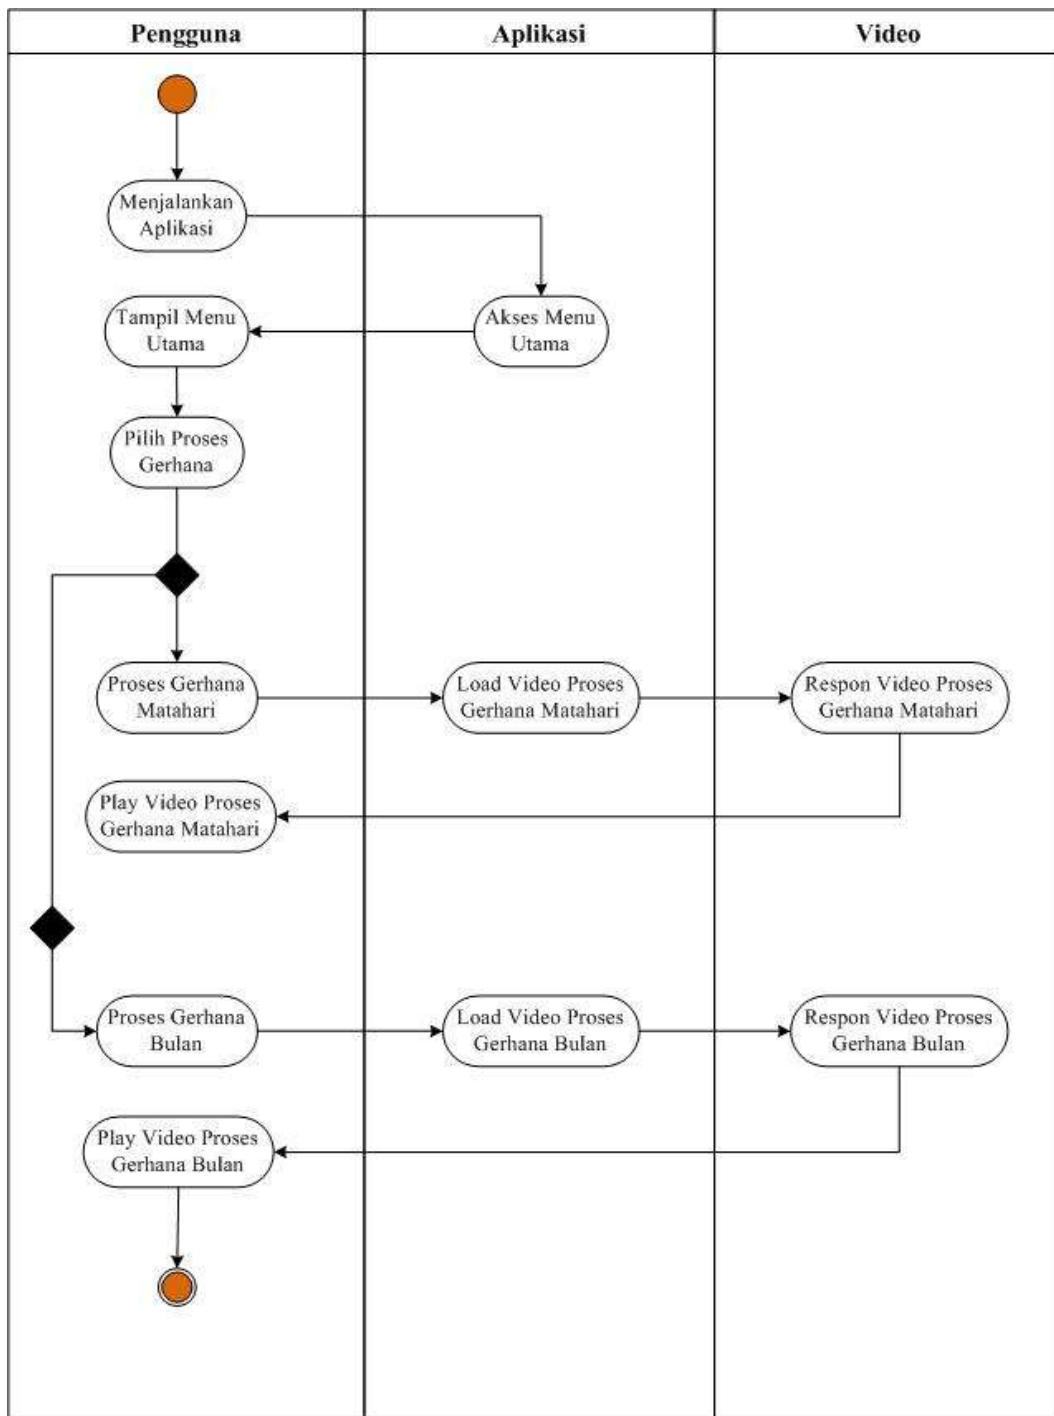 Pengguna
Aplikasi
Video
Menjalankan
Aplikasi
Akses Menu
Utama
Tampil Menu
Utama
Pilih Proses
Gerhana
Proses Gerhana
Matahari
Load Video Proses
Gerhana Matahari
Respon Video Proses
Gerhana Matahari
Play Video Proses
Gerhana Matahari
Proses Gerhana
Bulan
Load Video Proses
Gerhana Bulan
Respon Video Proses
Gerhana Bulan
Play Video Proses
Gerhana Bulan